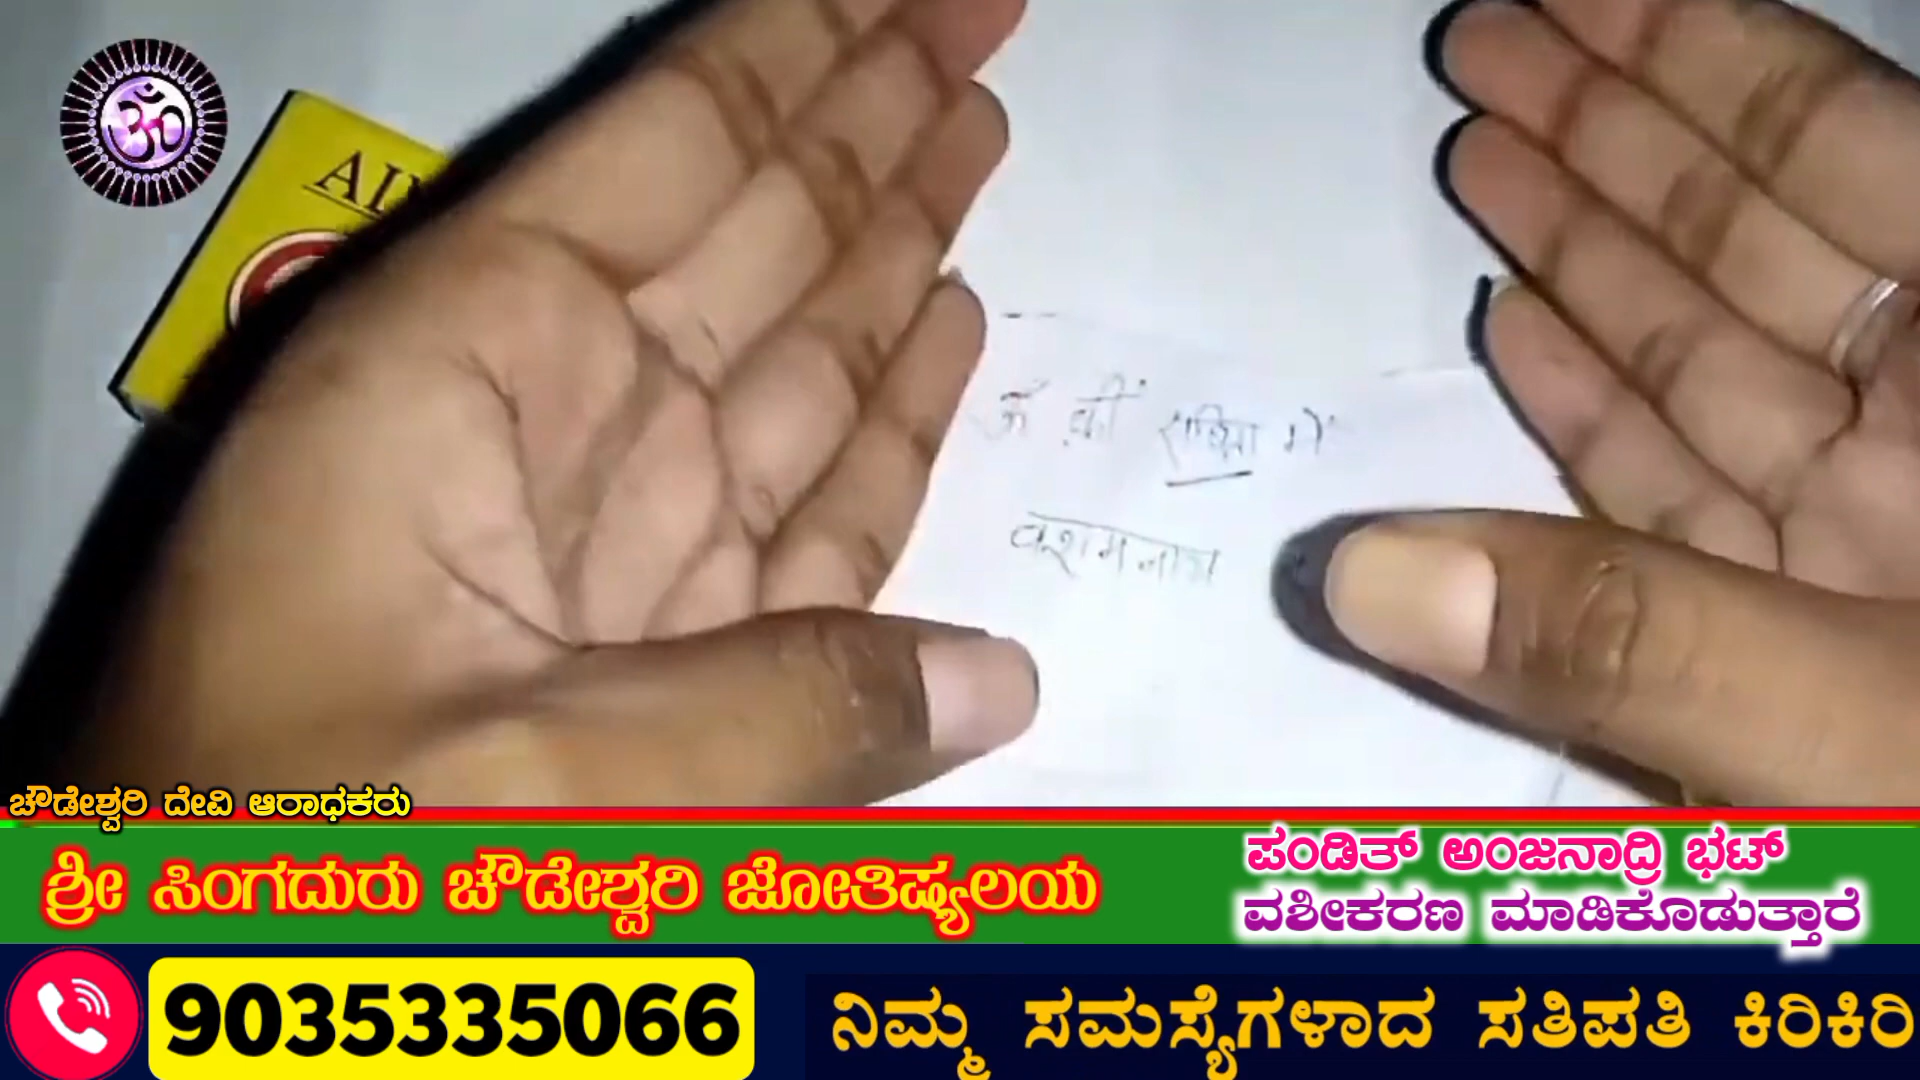 ॐ
ॐ क्लीं
ಚೌಡೇಶ್ವರಿ ದೇವಿ ಆರಾಧಕರು
ಶ್ರೀ ಸಿಂಗದುರು ಚೌಡೇಶ್ವರಿ ಜೋತಿಷ್ಯಲಯ
ಪಂಡಿತ್ ಅಂಜನಾದ್ರಿ ಭಟ್
ವಶೀಕರಣ ಮಾಡಿಕೊಡುತ್ತಾರೆ
9035335066
ನಿಮ್ಮ ಸಮಸ್ಯೆಗಳಾದ ಸತಿಪತಿ ಕಿರಿಕಿರಿ